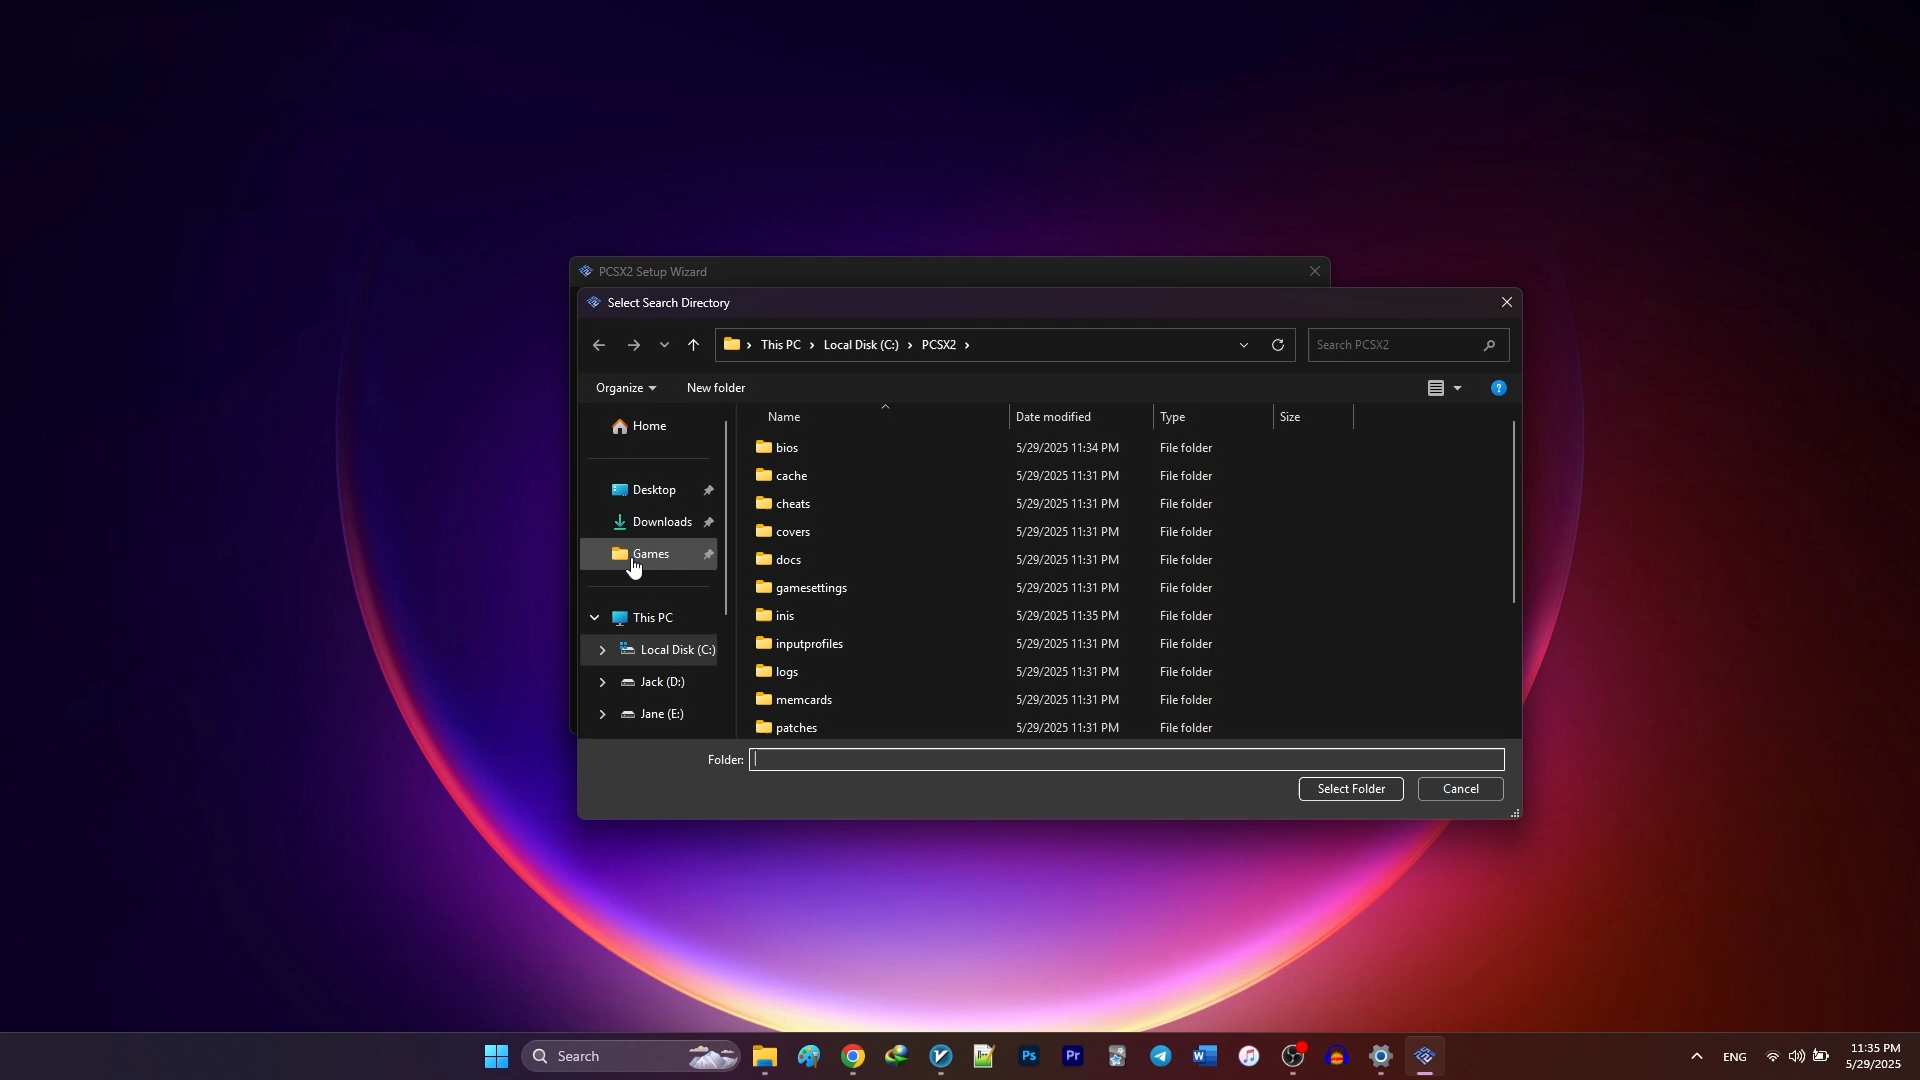 PCSX2 Setup Wizard
Select Search Directory
This PC
Local Disk (C:)
PCSX2
Search PCSX2
Organize
New folder
Home
Desktop
Downloads
Games
This PC
Local Disk (C:)
Jack (D:)
Jane (E:)
Name Date modified Type Size
bios 5/29/2025 11:34 PM File folder
cache 5/29/2025 11:31 PM File folder
cheats 5/29/2025 11:31 PM File folder
covers 5/29/2025 11:31 PM File folder
docs 5/29/2025 11:31 PM File folder
gamesettings 5/29/2025 11:31 PM File folder
inis 5/29/2025 11:35 PM File folder
inputprofiles 5/29/2025 11:31 PM File folder
logs 5/29/2025 11:31 PM File folder
memcards 5/29/2025 11:31 PM File folder
patches 5/29/2025 11:31 PM File folder
Folder:
Select Folder
Cancel
Search
Ps
Pr
W
ENG
11:35 PM
5/29/2025